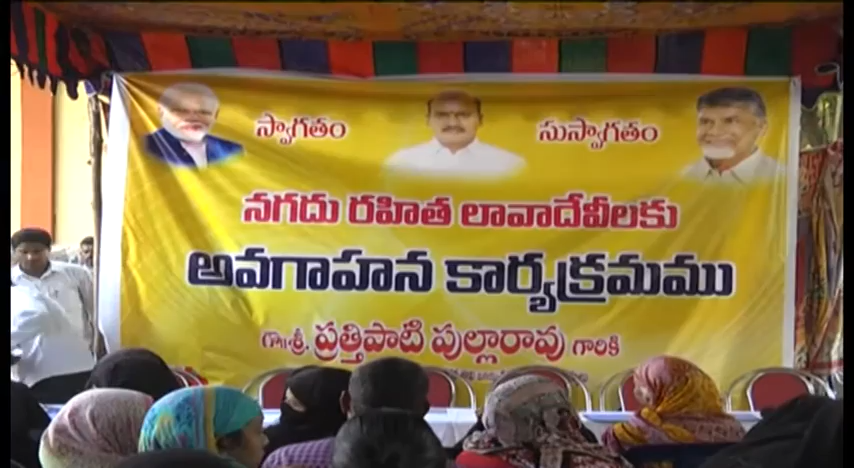 స్వాగతం సుస్వాగతం
నగదు రహిత లావాదేవీలకు
అవగాహన కార్యక్రమము
గౌ॥శ్రీ. ప్రత్తిపాటి పుల్లారావు గారికి